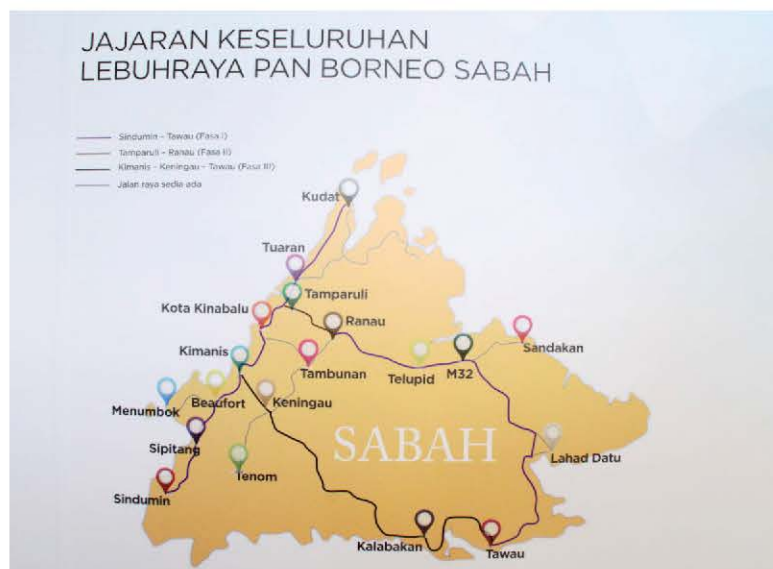 JAJARAN KESELURUHAN
LEBUHRAYA PAN BORNEO SABAH
Sindumin - Tawau (Fasa I)
Tamparuli - Ranau (Fasa II)
Kimanis - Keningau - Tawau (Fasa III)
Jalan raya sedia ada
Kudat
Tuaran
Tamparuli
Kota Kinabalu
Ranau
Kimanis
Sandakan
Tambunan
Telupid
M32
Menumbok
Beaufort
Keningau
Sipitang
SABAH
Lahad Datu
Tenom
Sindumin
Kalabakan
Tawau